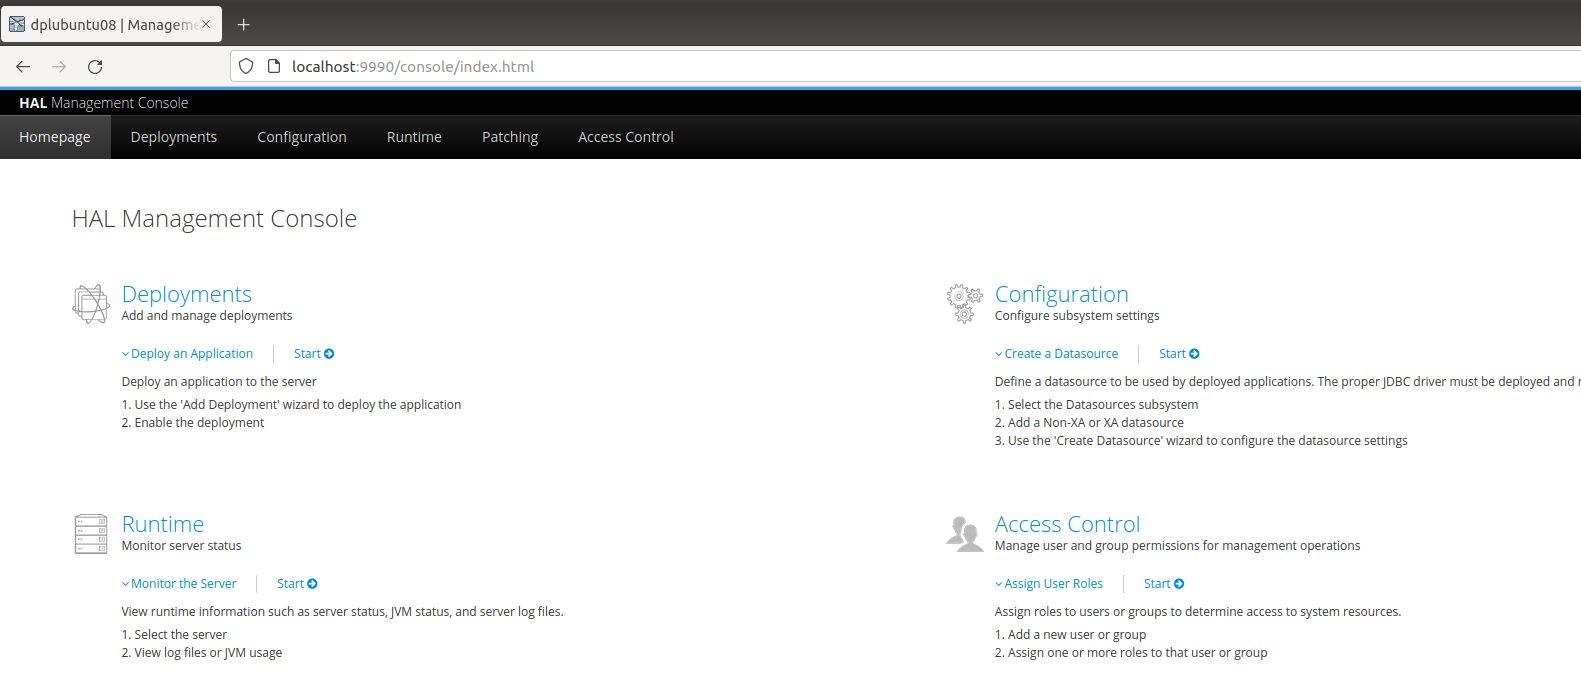 dplubuntu08 | Managem
localhost:9990/console/index.html
HAL Management Console
Homepage Deployments Configuration Runtime Patching Access Control
HAL Management Console
Deployments
Add and manage deployments
Deploy an Application Start
Deploy an application to the server
1. Use the 'Add Deployment' wizard to deploy the application
2. Enable the deployment
Configuration
Configure subsystem settings
Create a Datasource Start
Define a datasource to be used by deployed applications. The proper JDBC driver must be deployed and
1. Select the Datasources subsystem
2. Add a Non-XA or XA datasource
3. Use the 'Create Datasource' wizard to configure the datasource settings
Runtime
Monitor server status
Monitor the Server Start
View runtime information such as server status, JVM status, and server log files.
1. Select the server
2. View log files or JVM usage
Access Control
Manage user and group permissions for management operations
Assign User Roles Start
Assign roles to users or groups to determine access to system resources.
1. Add a new user or group
2. Assign one or more roles to that user or group